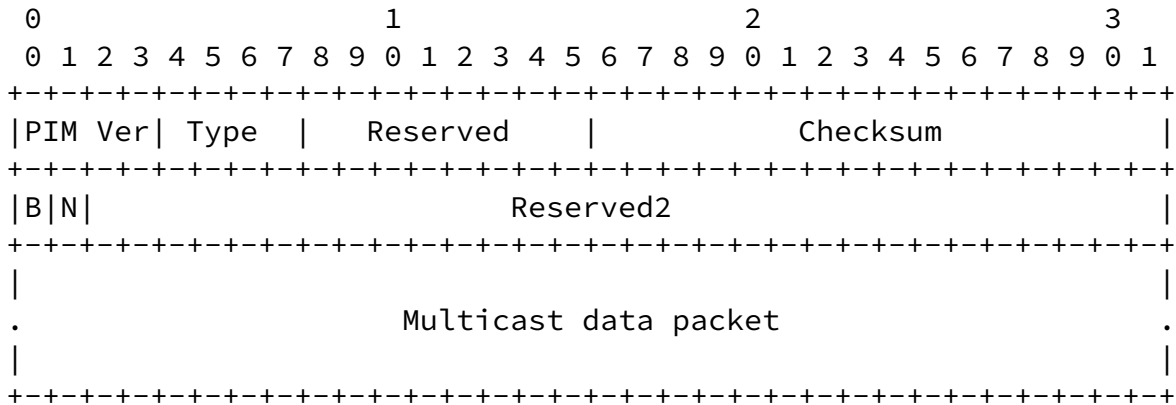 0                   1                   2                   3
 0 1 2 3 4 5 6 7 8 9 0 1 2 3 4 5 6 7 8 9 0 1 2 3 4 5 6 7 8 9 0 1
+-+-+-+-+-+-+-+-+-+-+-+-+-+-+-+-+-+-+-+-+-+-+-+-+-+-+-+-+-+-+-+-+
|PIM Ver| Type  |   Reserved    |           Checksum            |
+-+-+-+-+-+-+-+-+-+-+-+-+-+-+-+-+-+-+-+-+-+-+-+-+-+-+-+-+-+-+-+-+
|B|N|                       Reserved2                           |
+-+-+-+-+-+-+-+-+-+-+-+-+-+-+-+-+-+-+-+-+-+-+-+-+-+-+-+-+-+-+-+-+
|                                                               |
.                     Multicast data packet                     .
|                                                               |
+-+-+-+-+-+-+-+-+-+-+-+-+-+-+-+-+-+-+-+-+-+-+-+-+-+-+-+-+-+-+-+-+